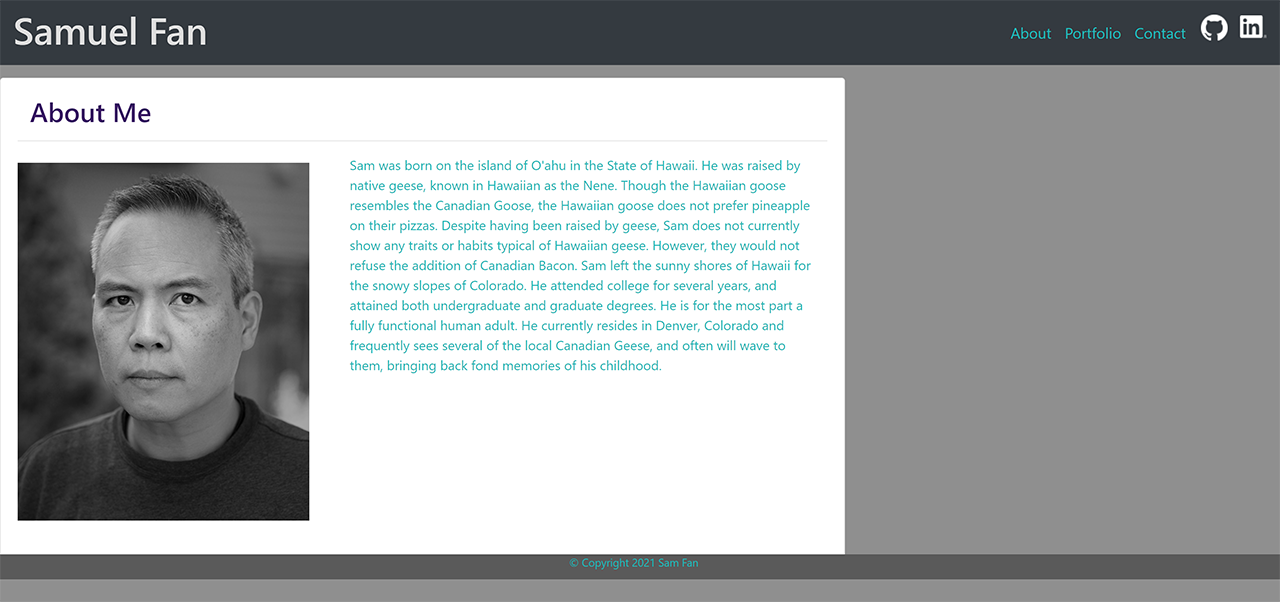 Samuel Fan
About Portfolio Contact in
About Me
Sam was born on the island of O'ahu in the State of Hawaii. He was raised by
native geese, known in Hawaiian as the Nene. Though the Hawaiian goose
resembles the Canadian Goose, the Hawaiian goose does not prefer pineapple
on their pizzas. Despite having been raised by geese, Sam does not currently
show any traits or habits typical of Hawaiian geese. However, they would not
refuse the addition of Canadian Bacon. Sam left the sunny shores of Hawaii for
the snowy slopes of Colorado. He attended college for several years, and
attained both undergraduate and graduate degrees. He is for the most part a
fully functional human adult. He currently resides in Denver, Colorado and
frequently sees several of the local Canadian Geese, and often will wave to
them, bringing back fond memories of his childhood.
© Copyright 2021 Sam Fan